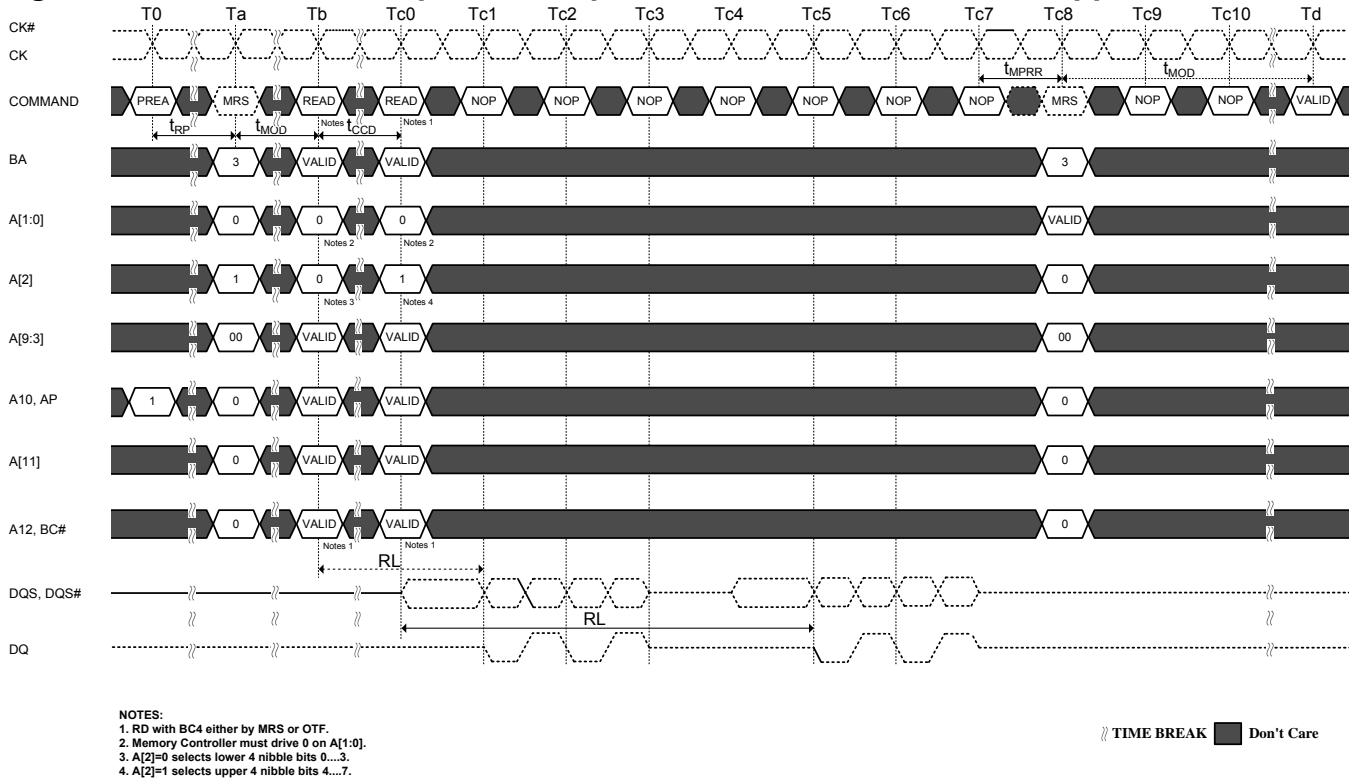 T0 Ta Tb Tc0 Tc1 Tc2 Tc3 Tc4 Tc5 Tc6 Tc7 Tc8 Tc9 Tc10 Td
CK#
CK
tMPRR tMOD
COMMAND PREA MRS READ READ NOP NOP NOP NOP NOP NOP NOP MRS NOP NOP VALID
Notes 1 Notes 1
tRP tMOD tCCD
BA 3 VALID VALID 3
A[1:0] 0 0 0 VALID
Notes 2 Notes 2
A[2] 1 0 1 0
Notes 3 Notes 4
A[9:3] 00 VALID VALID 00
A10, AP 1 0 VALID VALID 0
A[11] 0 VALID VALID 0
A12, BC# 0 VALID VALID 0
Notes 1 Notes 1
RL
DQS, DQS#
RL
DQ
NOTES:
1. RD with BC4 either by MRS or OTF.
2. Memory Controller must drive 0 on A[1:0].
3. A[2]=0 selects lower 4 nibble bits 0....3.
4. A[2]=1 selects upper 4 nibble bits 4....7.
TIME BREAK Don't Care